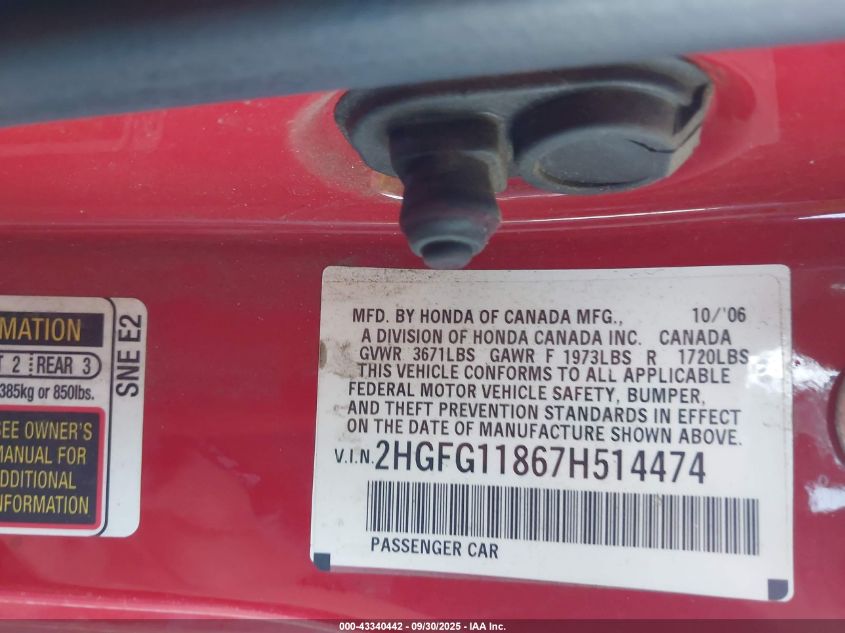 MATION
T 2 REAR 3
385kg or 850lbs.
SEE OWNER'S
MANUAL FOR
ADDITIONAL
INFORMATION
SNE E2
MFD. BY HONDA OF CANADA MFG., 10/'06
A DIVISION OF HONDA CANADA INC. CANADA
GVWR 3671LBS GAWR F 1973LBS R 1720LBS
THIS VEHICLE CONFORMS TO ALL APPLICABLE
FEDERAL MOTOR VEHICLE SAFETY, BUMPER,
AND THEFT PREVENTION STANDARDS IN EFFECT
ON THE DATE OF MANUFACTURE SHOWN ABOVE.
V.I.N. 2HGFG11867H514474
PASSENGER CAR
000-43340442 - 09/30/2025 - IAA Inc.